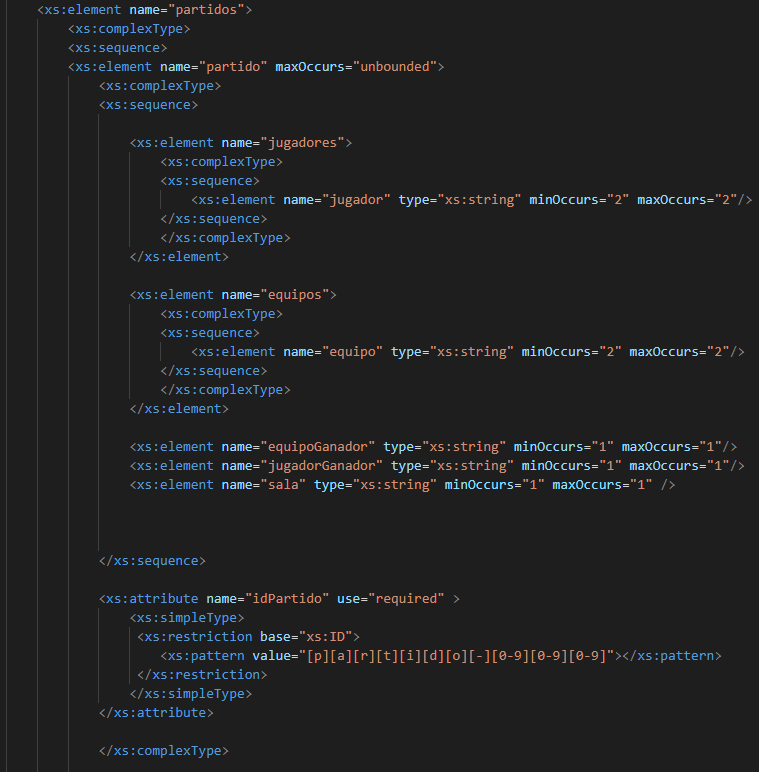 <xs:element name="partidos">
<xs:complexType>
<xs:sequence>
<xs:element name="partido" maxOccurs="unbounded">
<xs:complexType>
<xs:sequence>
<xs:element name="jugadores">
<xs:complexType>
<xs:sequence>
<xs:element name="jugador" type="xs:string" minOccurs="2" maxOccurs="2"/>
</xs:sequence>
</xs:complexType>
</xs:element>
<xs:element name="equipos">
<xs:complexType>
<xs:sequence>
<xs:element name="equipo" type="xs:string" minOccurs="2" maxOccurs="2"/>
</xs:sequence>
</xs:complexType>
</xs:element>
<xs:element name="equipoGanador" type="xs:string" minOccurs="1" maxOccurs="1"/>
<xs:element name="jugadorGanador" type="xs:string" minOccurs="1" maxOccurs="1"/>
<xs:element name="sala" type="xs:string" minOccurs="1" maxOccurs="1" />
</xs:sequence>
<xs:attribute name="idPartido" use="required" >
<xs:simpleType>
<xs:restriction base="xs:ID">
<xs:pattern value="[p][a][r][t][i][d][o][-][0-9][0-9][0-9]"></xs:pattern>
</xs:restriction>
</xs:simpleType>
</xs:attribute>
</xs:complexType>